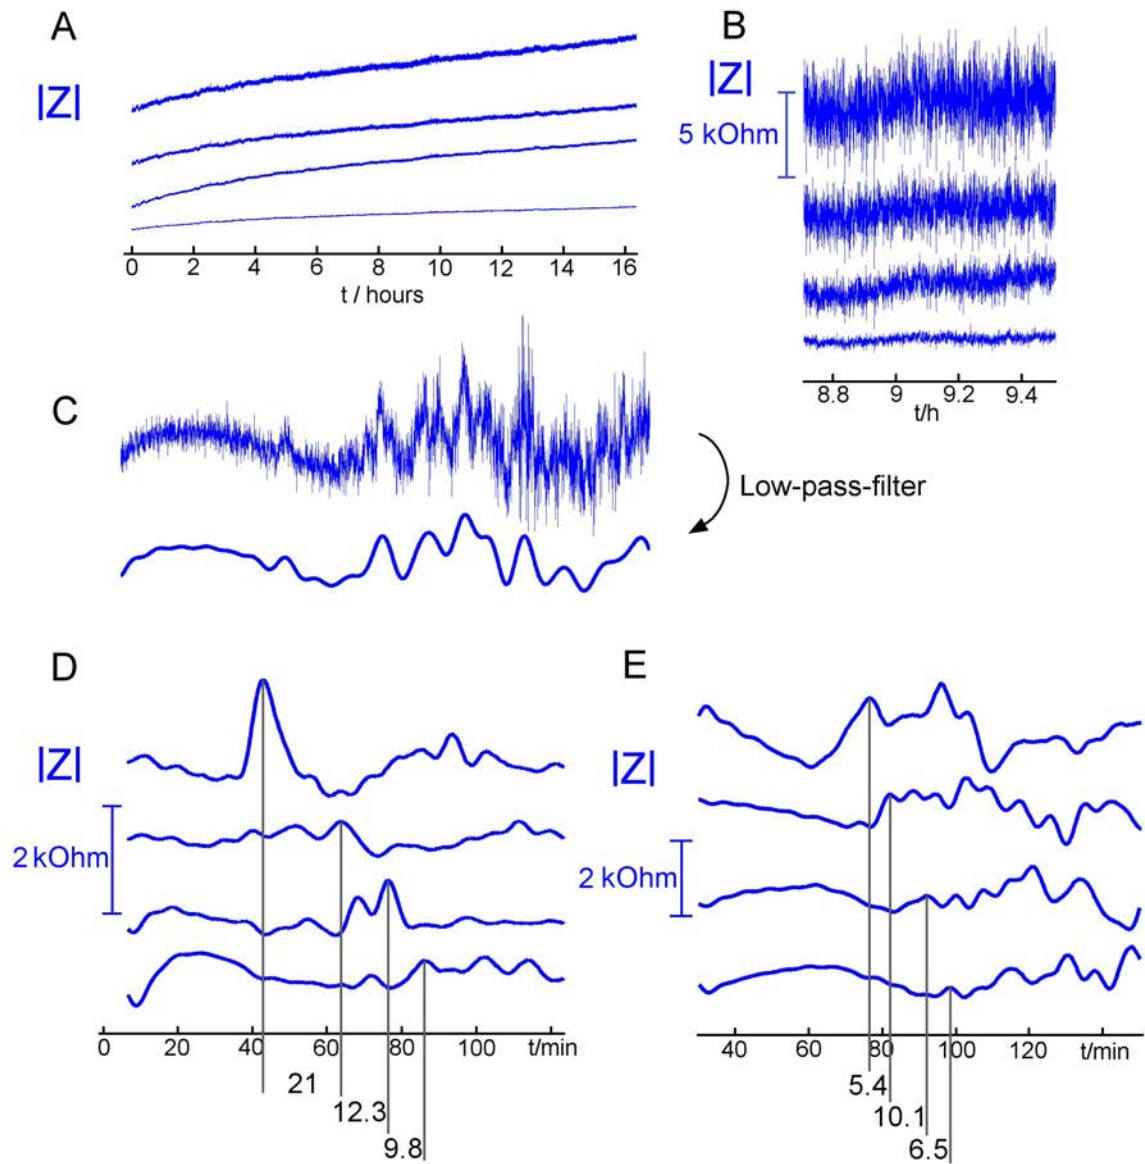 A
|Z|
0 2 4 6 8 10 12 14 16
t / hours
B
|Z|
5 kOhm
8.8 9 9.2 9.4
t/h
C
Low-pass-filter
D
|Z|
2 kOhm
0 20 40 60 80 100 t/min
21
12.3
9.8
E
|Z|
2 kOhm
40 60 80 100 120 t/min
5.4
10.1
6.5